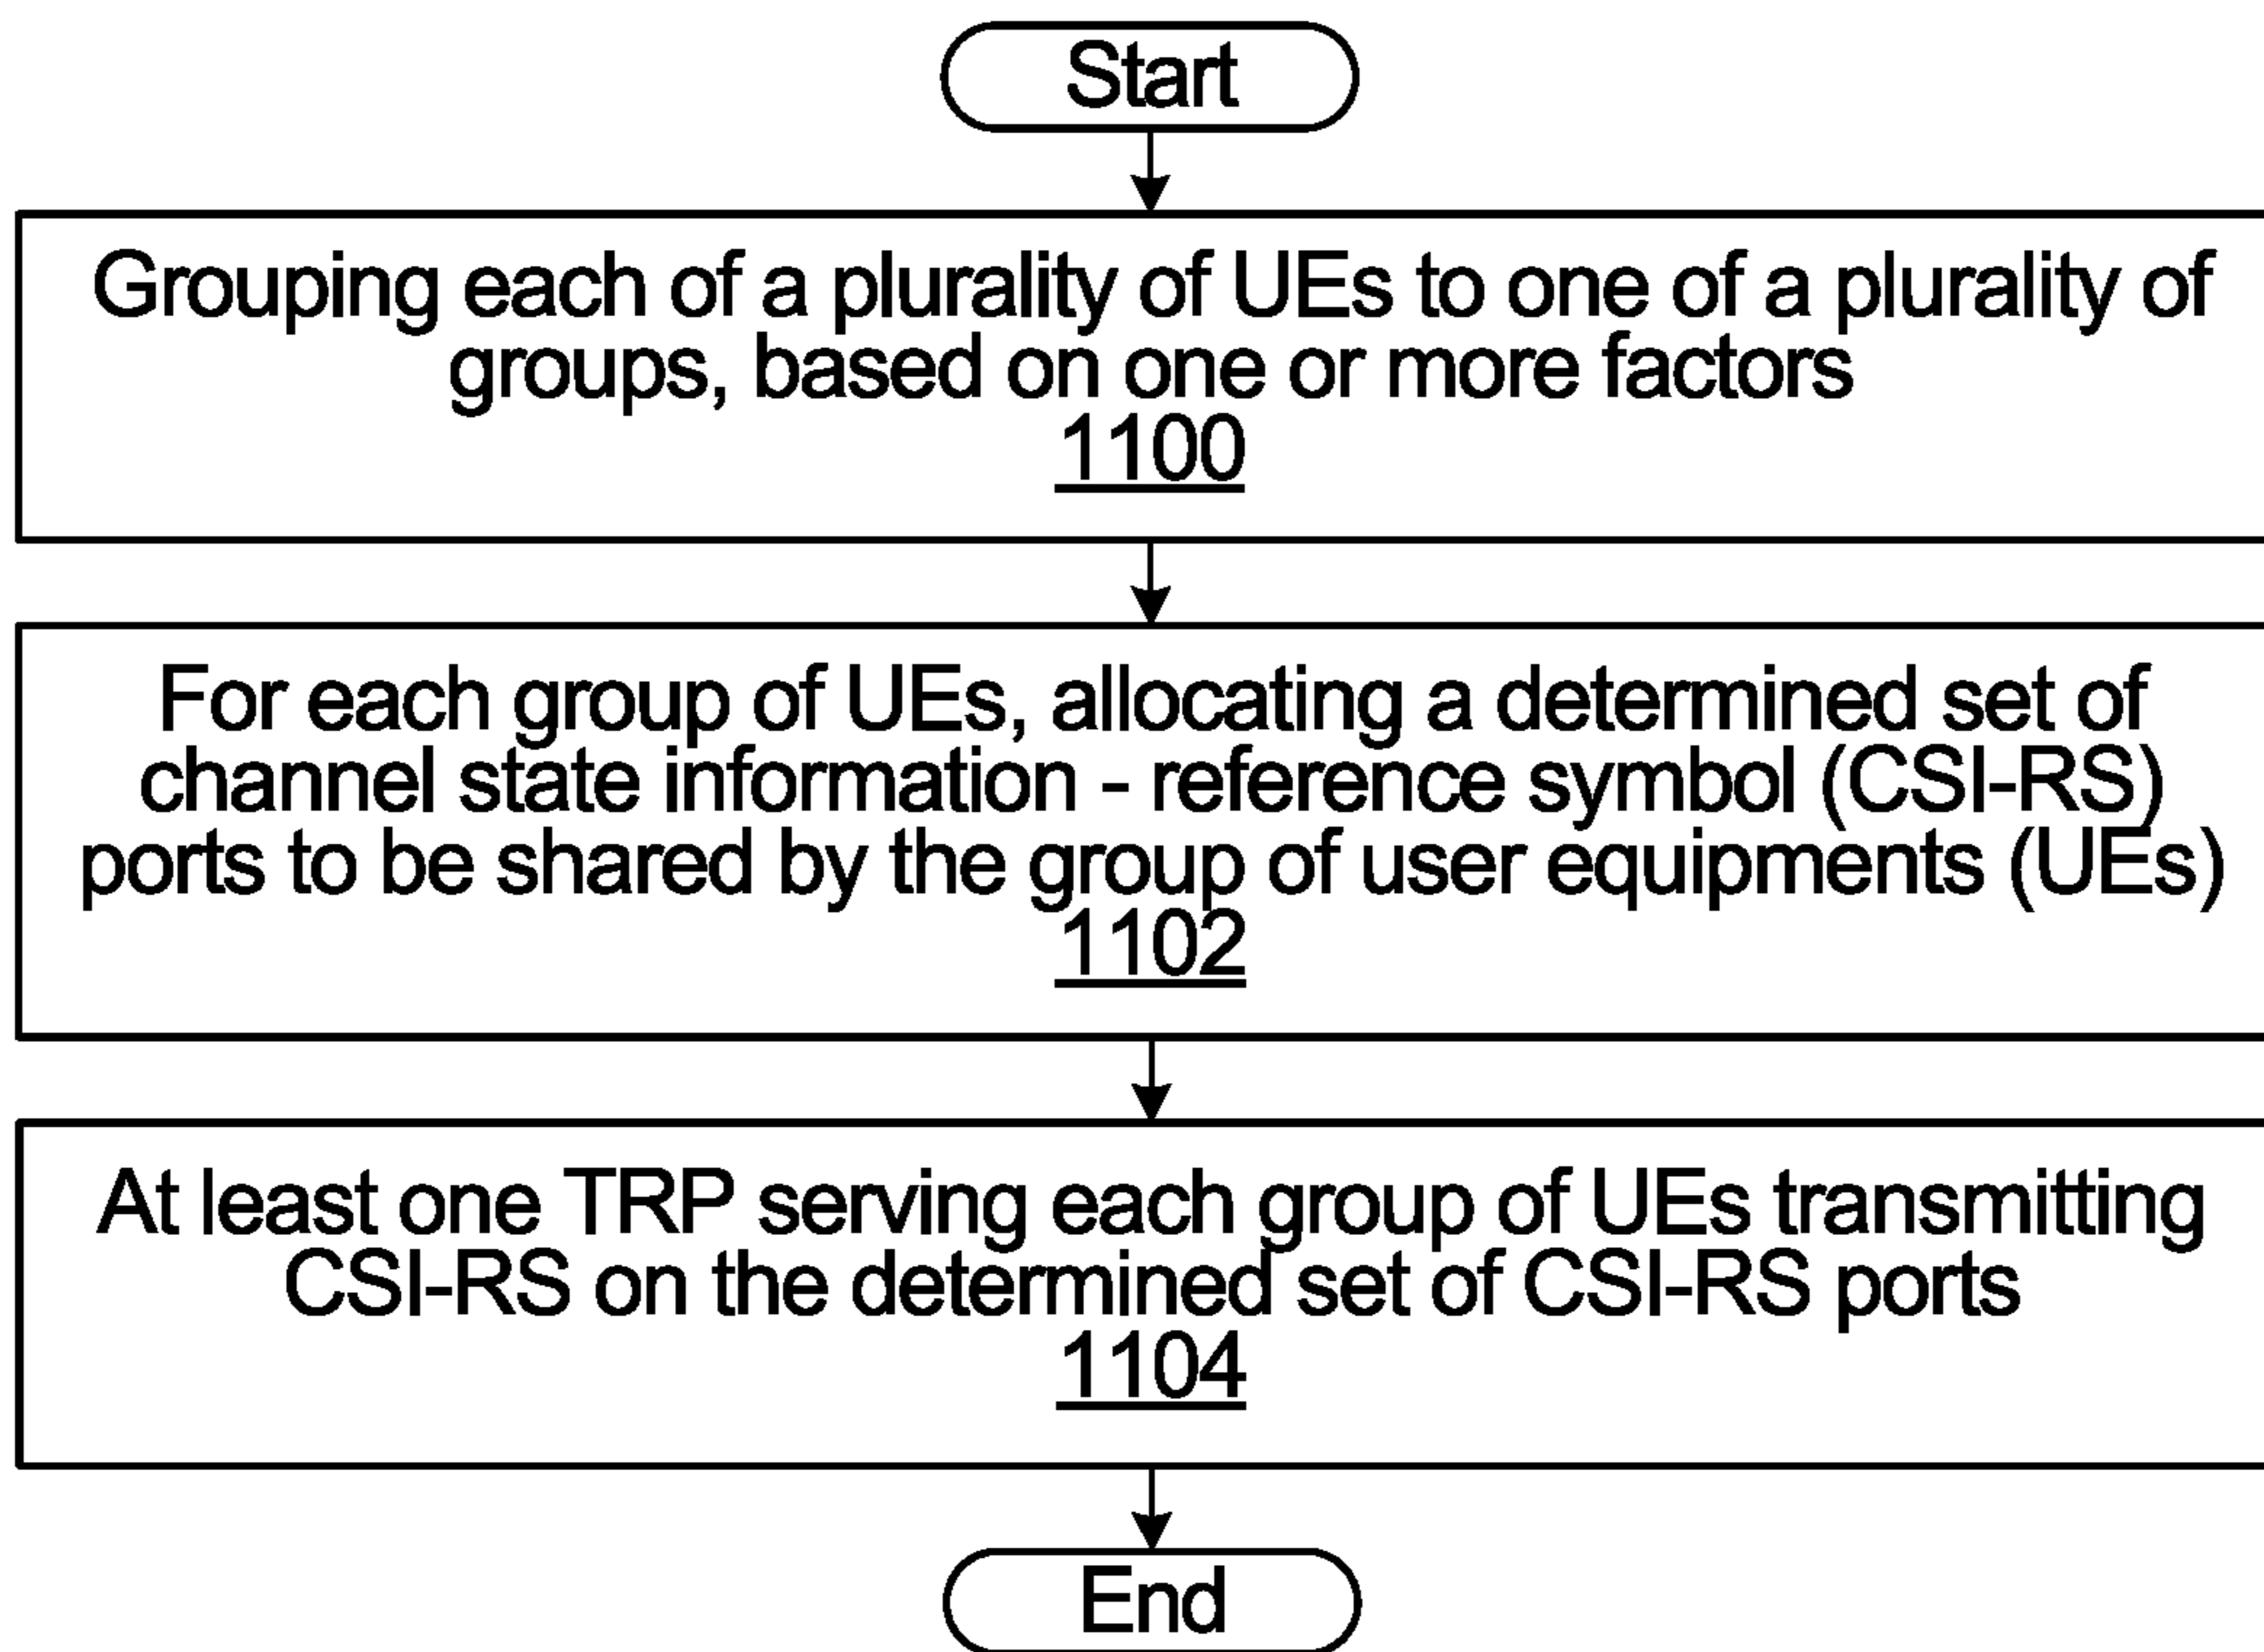 Start
Grouping each of a plurality of UEs to one of a plurality of
groups, based on one or more factors
1100
For each group of UEs, allocating a determined set of
channel state information - reference symbol (CSI-RS)
ports to be shared by the group of user equipments (UEs)
1102
At least one TRP serving each group of UEs transmitting
CSI-RS on the determined set of CSI-RS ports
1104
End